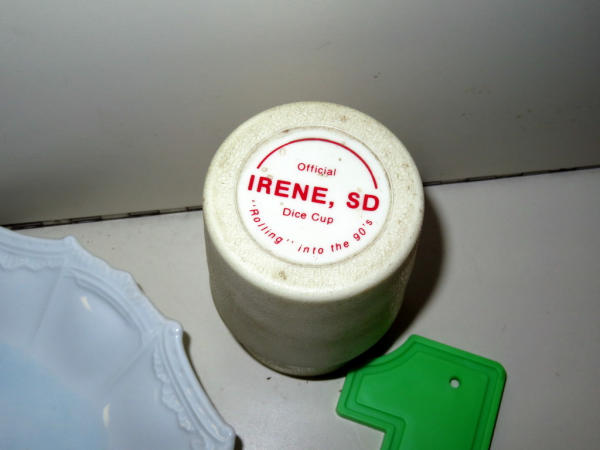 Official
IRENE, SD
Dice Cup
"Rolling" into the 90's